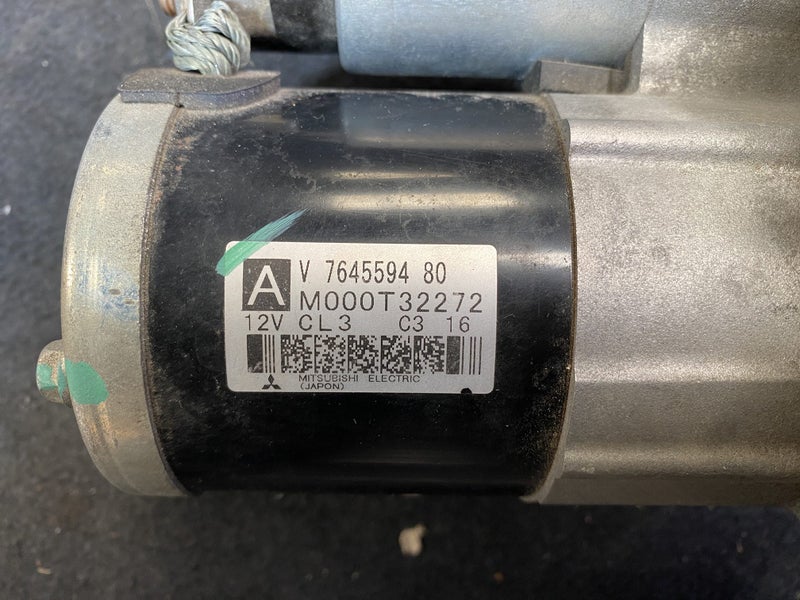 A V 7645594 80
M000T32272
12V CL3 C3 16
MITSUBISHI ELECTRIC
(JAPON)